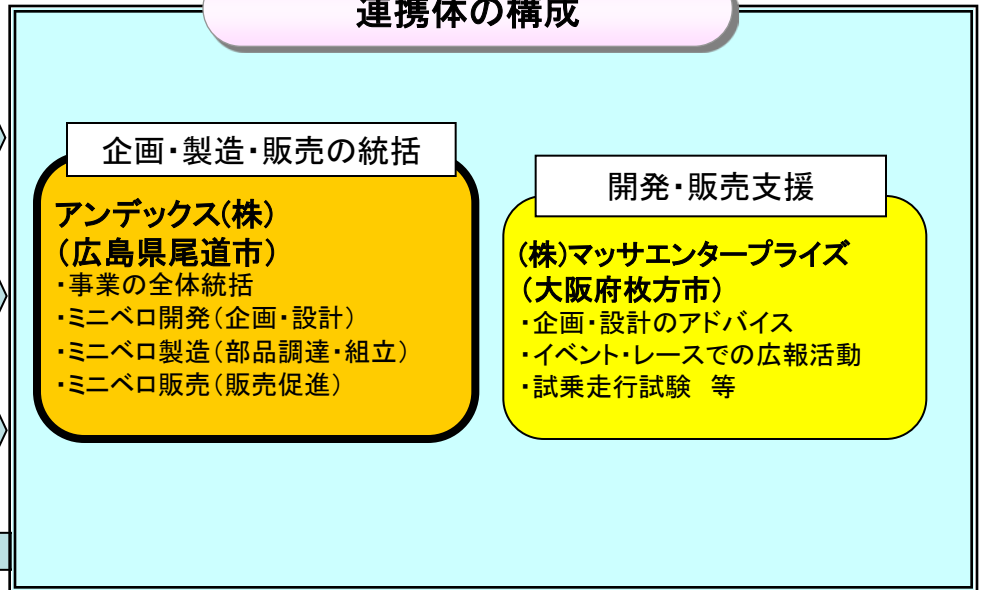 連携体の構成
企画・製造・販売の統括
アンデックス(株)
(広島県尾道市)
・事業の全体統括
・ミニベロ開発(企画・設計)
・ミニベロ製造(部品調達・組立)
・ミニベロ販売(販売促進)
開発・販売支援
(株)マッサエンタープライズ
(大阪府枚方市)
・企画・設計のアドバイス
・イベント・レースでの広報活動
・試乗走行試験 等